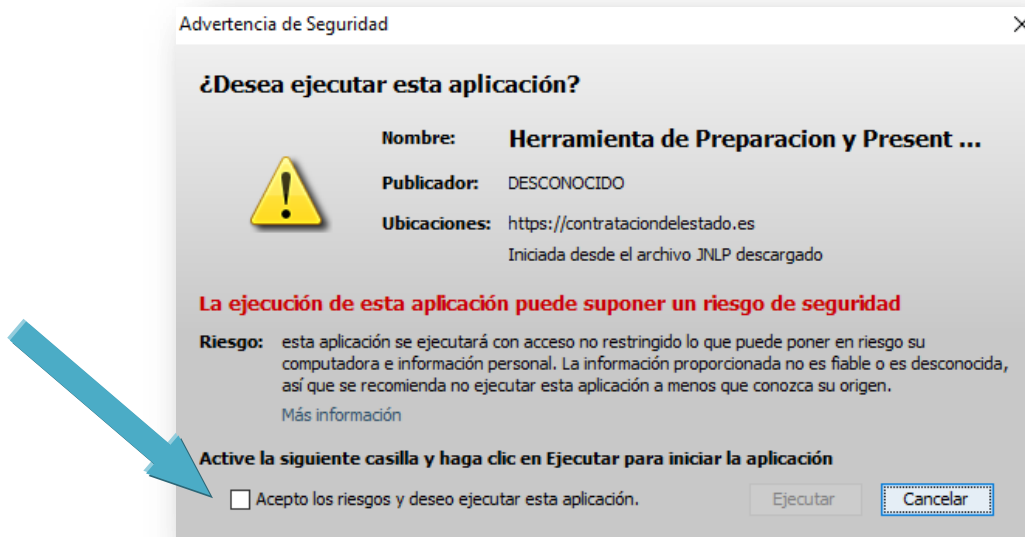 Advertencia de Seguridad
¿Desea ejecutar esta aplicación?
Nombre: Herramienta de Preparacion y Present ...
Publicador: DESCONOCIDO
Ubicaciones: https://contrataciondelestado.es
Iniciada desde el archivo JNLP descargado
La ejecución de esta aplicación puede suponer un riesgo de seguridad
Riesgo: esta aplicación se ejecutará con acceso no restringido lo que puede poner en riesgo su
computadora e información personal. La información proporcionada no es fiable o es desconocida,
así que se recomienda no ejecutar esta aplicación a menos que conozca su origen.
Más información
Active la siguiente casilla y haga clic en Ejecutar para iniciar la aplicación
Acepto los riesgos y deseo ejecutar esta aplicación. Ejecutar Cancelar